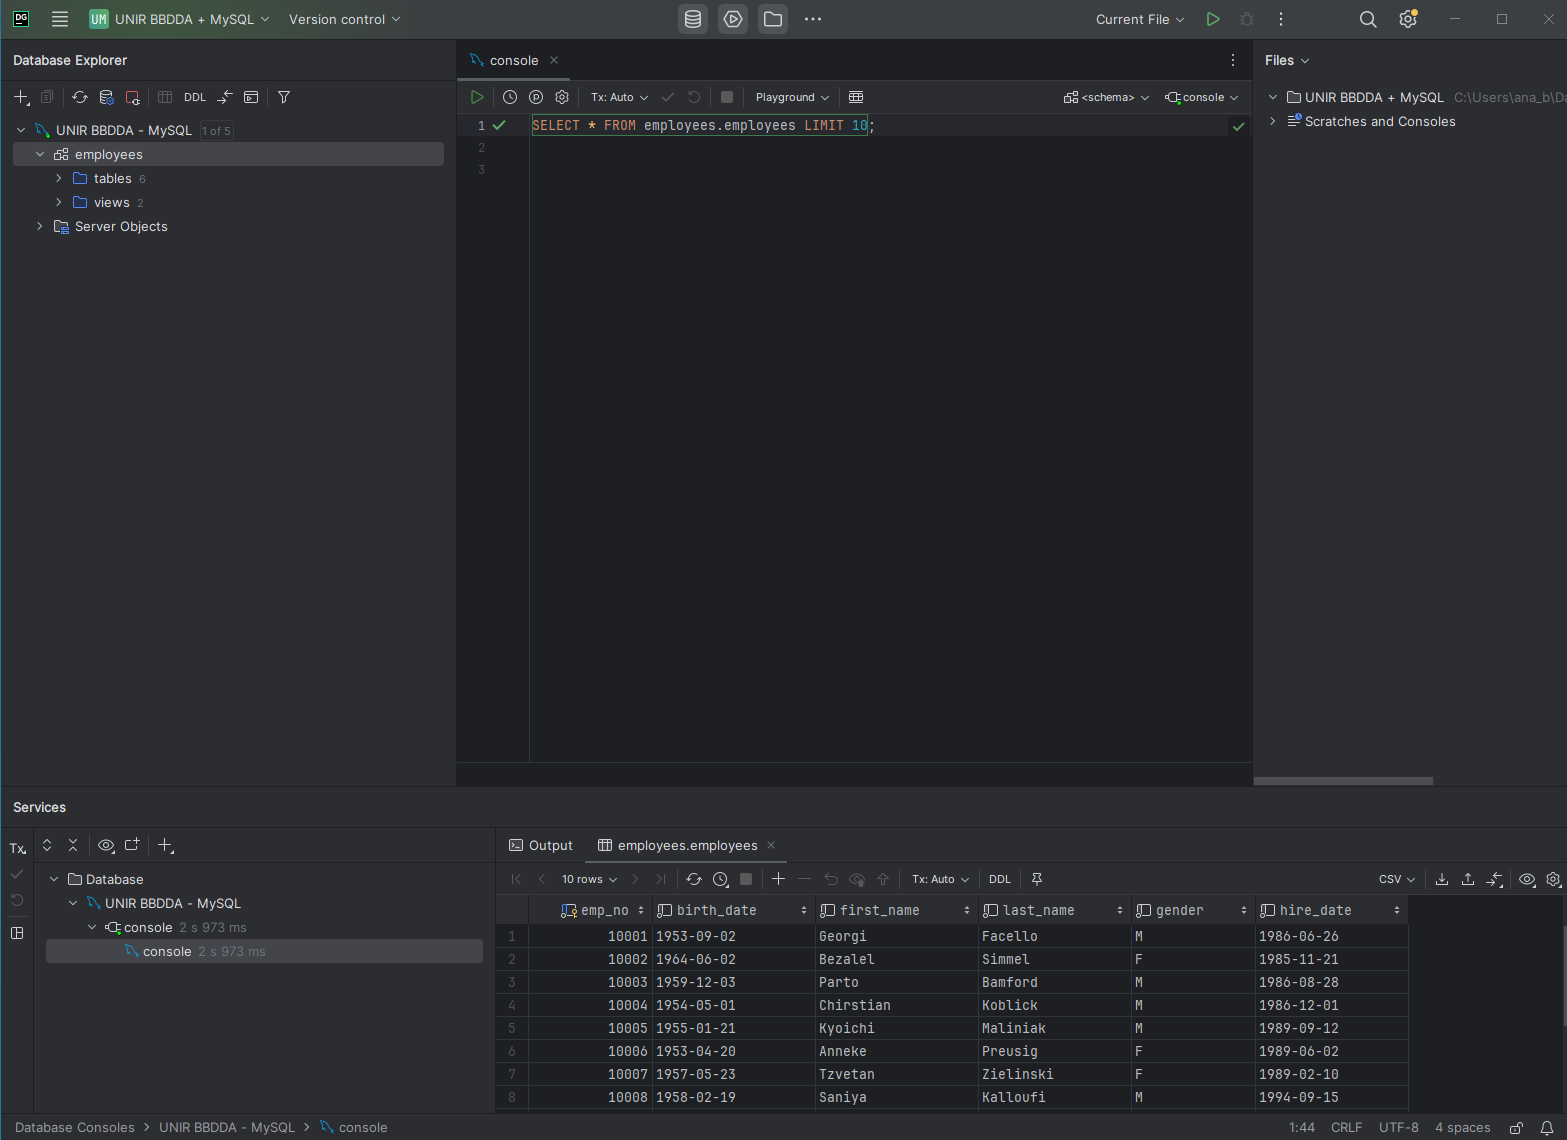 DG UM UNIR BBDDA + MySQL Version control Current File
Database Explorer
DDL
UNIR BBDDA - MySQL 1 of 5
employees
tables 6
views 2
Server Objects
console
Tx: Auto Playground <schema> console
1 SELECT * FROM employees.employees LIMIT 10;
2
3
Files
UNIR BBDDA + MySQL C:\Users\ana_b\Da
Scratches and Consoles
Services
Tx
Database
UNIR BBDDA - MySQL
console 2 s 973 ms
console 2 s 973 ms
Output employees.employees
10 rows Tx: Auto DDL CSV
emp_no birth_date first_name last_name gender hire_date
1 10001 1953-09-02 Georgi Facello M 1986-06-26
2 10002 1964-06-02 Bezalel Simmel F 1985-11-21
3 10003 1959-12-03 Parto Bamford M 1986-08-28
4 10004 1954-05-01 Chirstian Koblick M 1986-12-01
5 10005 1955-01-21 Kyoichi Maliniak M 1989-09-12
6 10006 1953-04-20 Anneke Preusig F 1989-06-02
7 10007 1957-05-23 Tzvetan Zielinski F 1989-02-10
8 10008 1958-02-19 Saniya Kalloufi M 1994-09-15
Database Consoles > UNIR BBDDA - MySQL > console 1:44 CRLF UTF-8 4 spaces